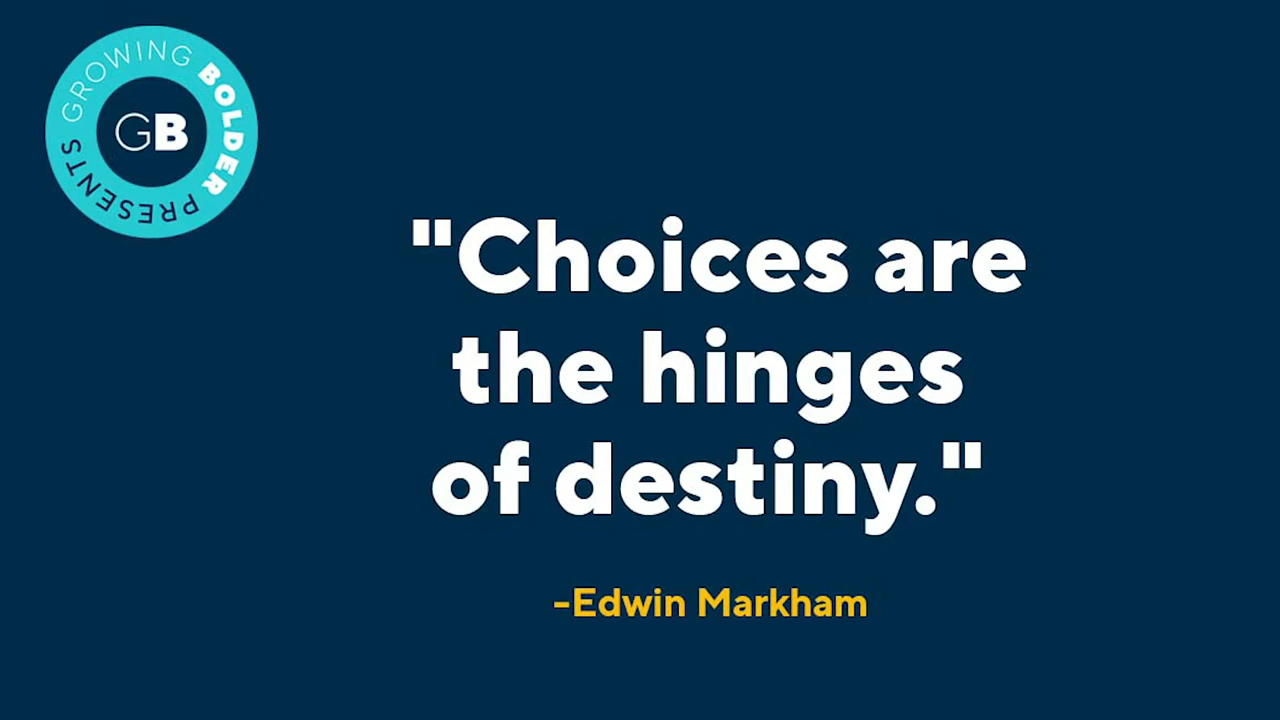 GROWING BOLDER PRESENTS
GB
"Choices are
the hinges
of destiny."
-Edwin Markham